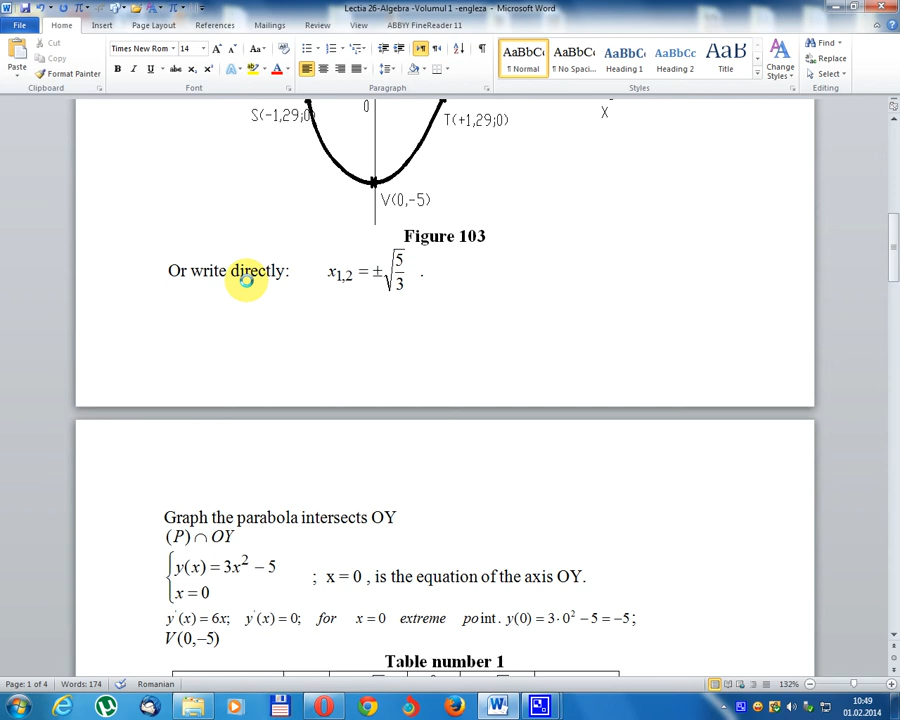 Lectia 26-Algebra -Volumul 1 -engleza - Microsoft Word
File Home Insert Page Layout References Mailings Review View ABBYY FineReader 11
Paste
Cut
Copy
Format Painter
Clipboard
Times New Rom 14
B I U abc x₂ x² A
Font
Paragraph
AaBbCc AaBbCc AaBbCc AaBbCc AaB
¶ Normal ¶ No Spaci... Heading 1 Heading 2 Title
Change Styles
Styles
Find
Replace
Select
Editing
S(-1,29;0) 0 T(+1,29;0) X
V(0,-5)
Figure 103
Or write directly: x1,2 = ±√5/3 .
Graph the parabola intersects OY
(P) ∩ OY
{ y(x) = 3x² − 5
x = 0 ; x = 0 , is the equation of the axis OY.
y'(x) = 6x; y'(x) = 0; for x = 0 extreme point. y(0) = 3·0² − 5 = −5;
V(0,−5)
Table number 1
Page: 1 of 4 Words: 174 Romanian 132%
10:49
01.02.2014